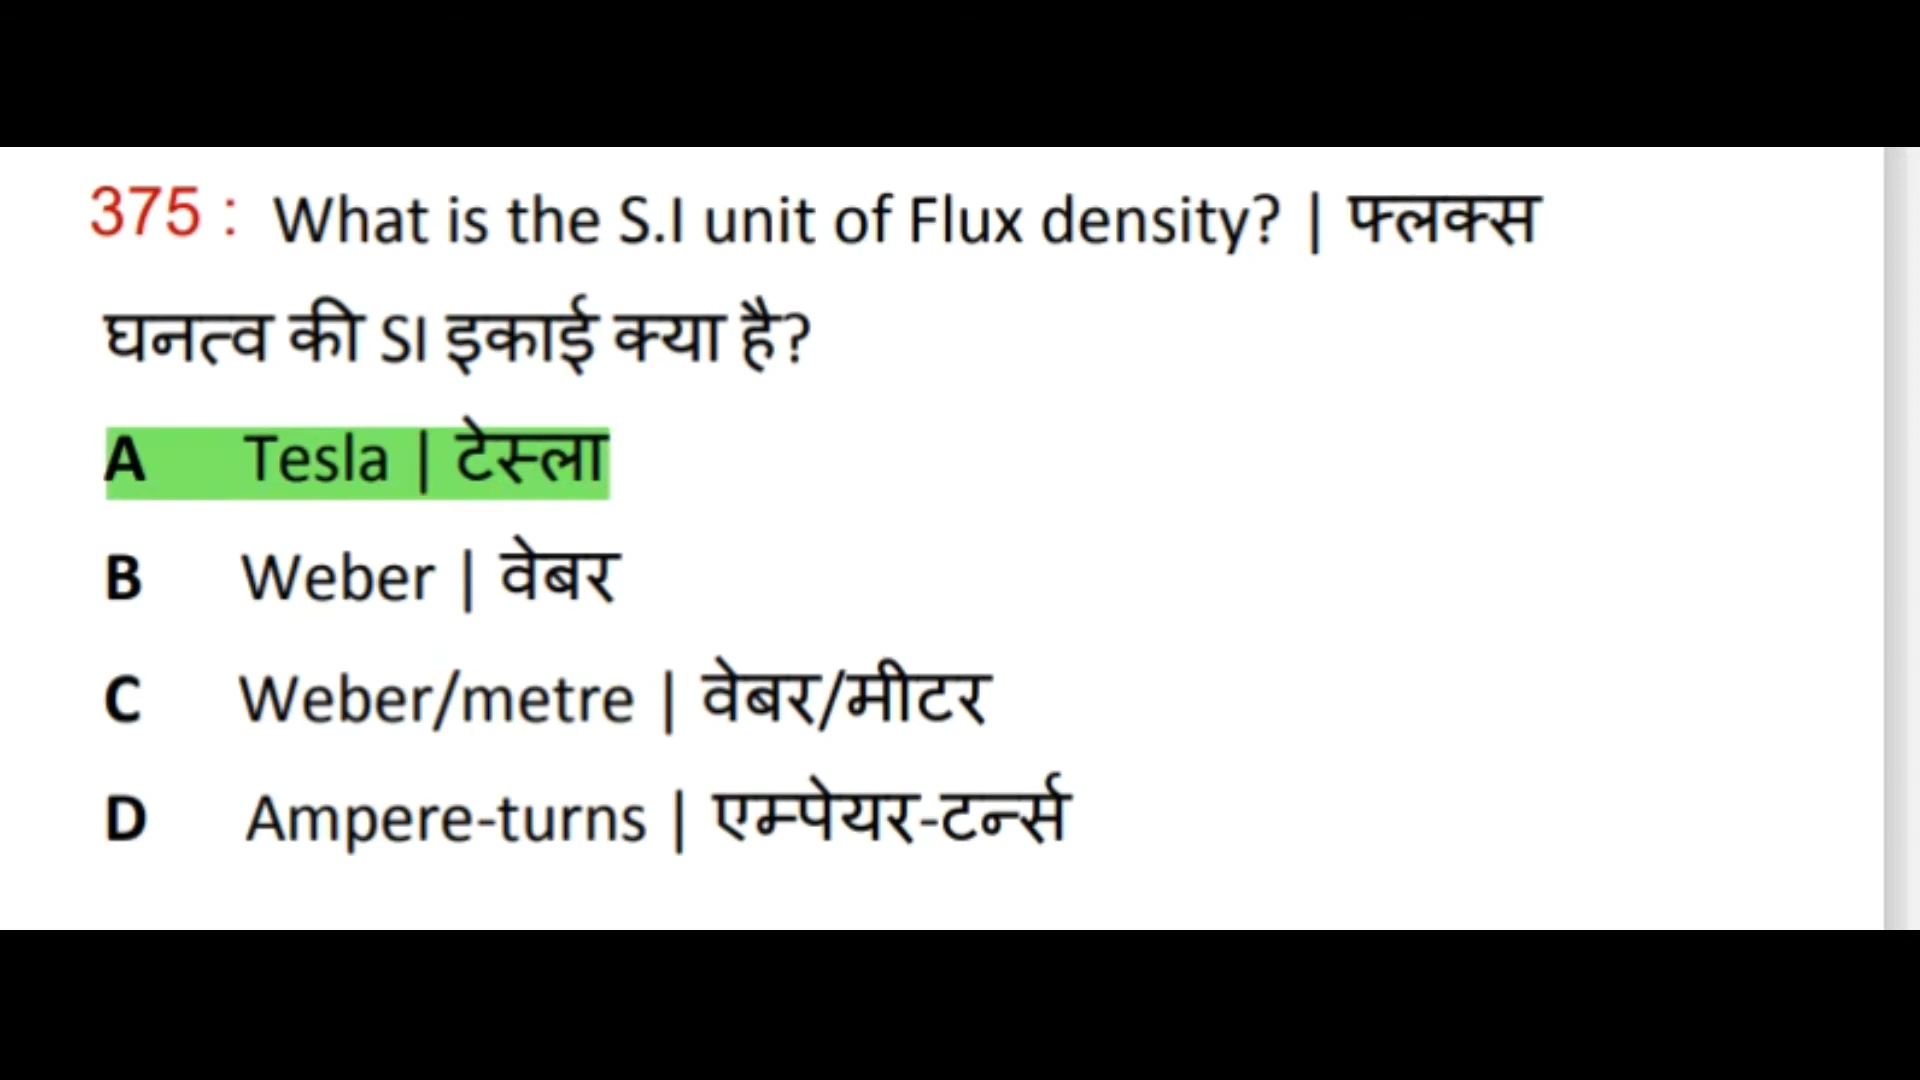 375 : What is the S.I unit of Flux density? | फ्लक्स
घनत्व की SI इकाई क्या है?
A Tesla | टेस्ला
B Weber | वेबर
C Weber/metre | वेबर/मीटर
D Ampere-turns | एम्पेयर-टर्न्स